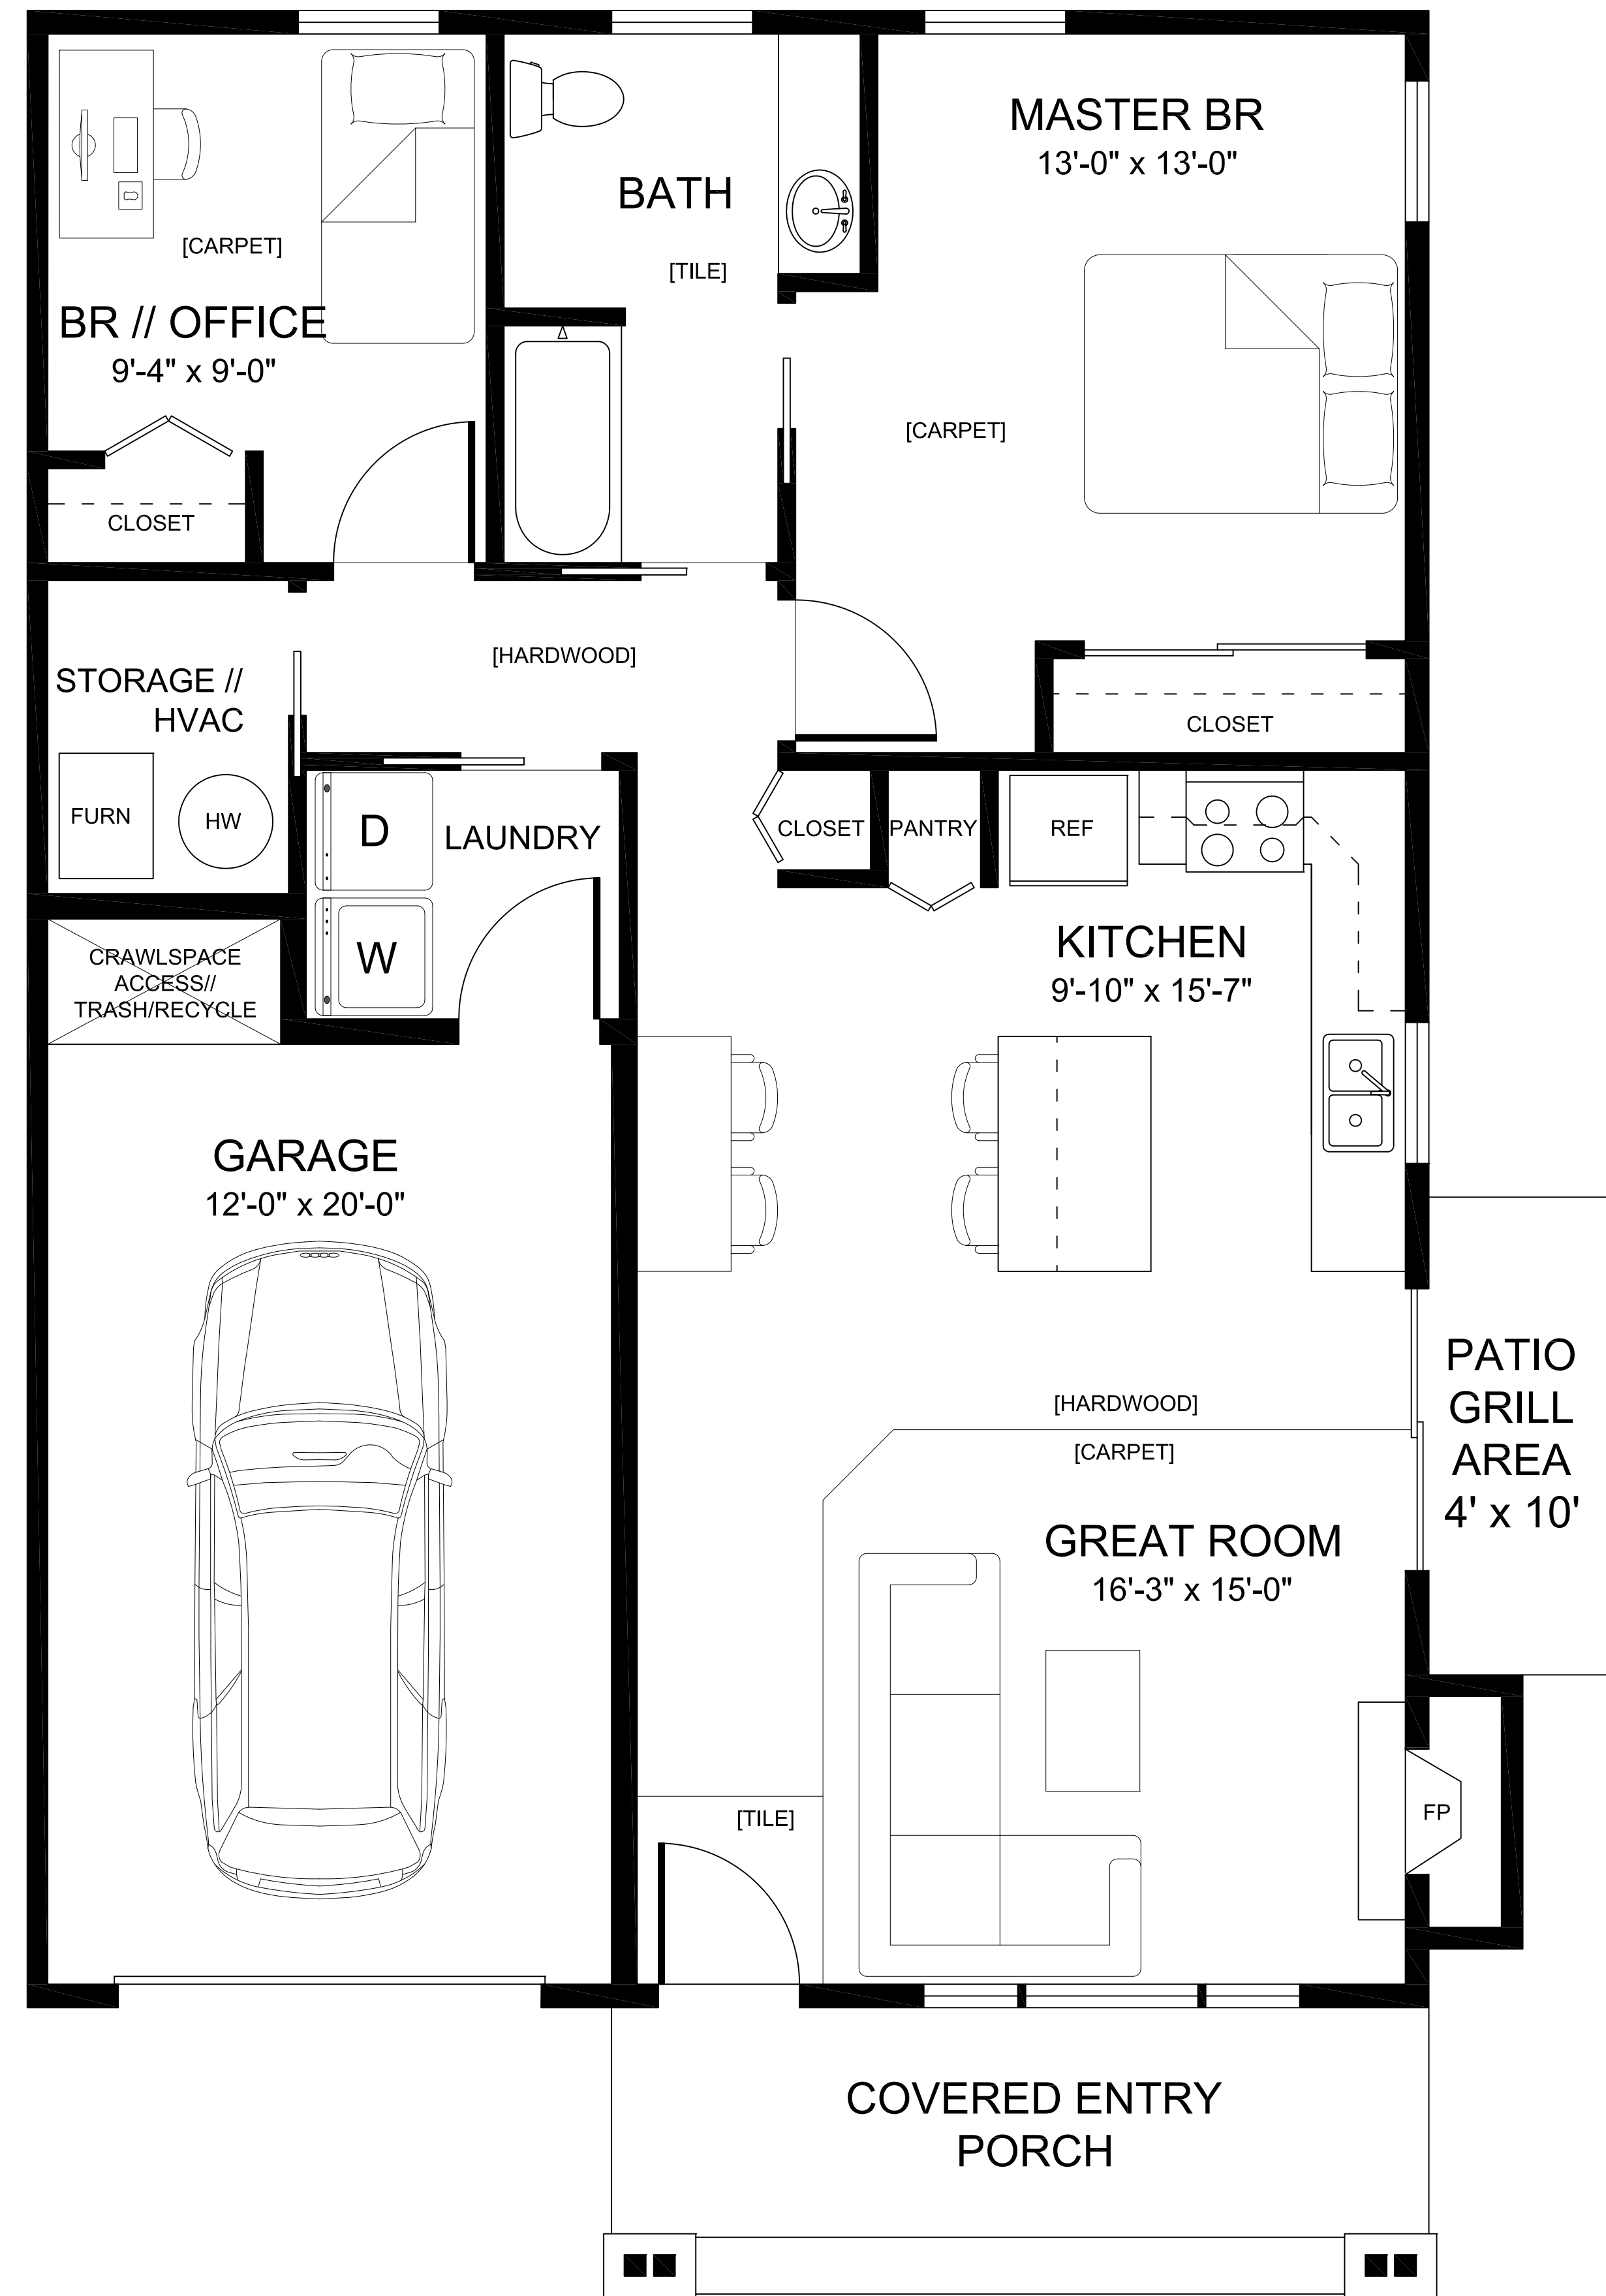 MASTER BR
13'-0" x 13'-0"
BATH
[TILE]
[CARPET]
BR // OFFICE
9'-4" x 9'-0"
[CARPET]
CLOSET
[HARDWOOD]
STORAGE //
HVAC
CLOSET
FURN
HW
D
LAUNDRY
CLOSET
PANTRY
REF
W
KITCHEN
9'-10" x 15'-7"
CRAWLSPACE
ACCESS//
TRASH/RECYCLE
GARAGE
12'-0" x 20'-0"
PATIO
GRILL
AREA
4' x 10'
[HARDWOOD]
[CARPET]
GREAT ROOM
16'-3" x 15'-0"
[TILE]
FP
COVERED ENTRY
PORCH